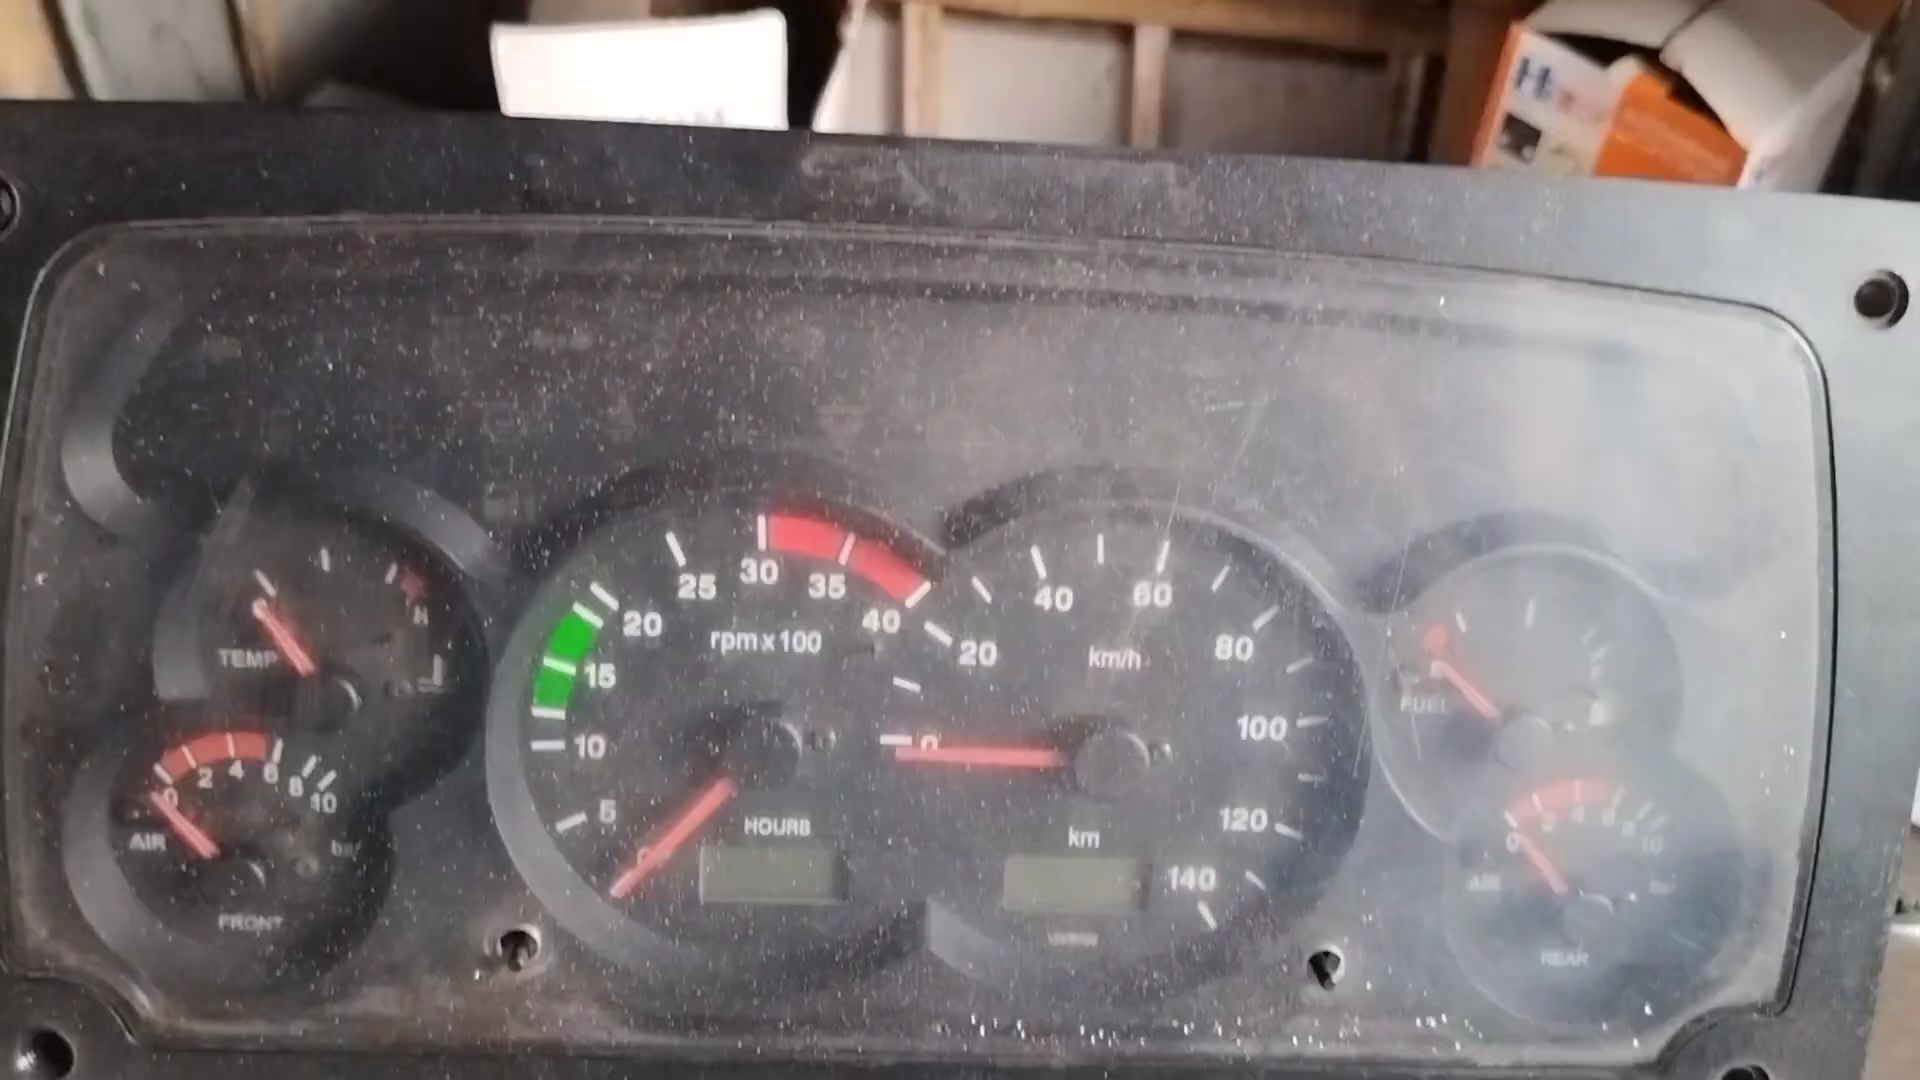 H
TEMP
2 4 6 8 10
0
AIR
bar
FRONT
25 30 35 40
20
rpm x 100
15
10
5
0
HOURS
20 40 60 80 100 120 140
km/h
0
km
FUEL
0 2 4 6 8 10
AIR
bar
REAR